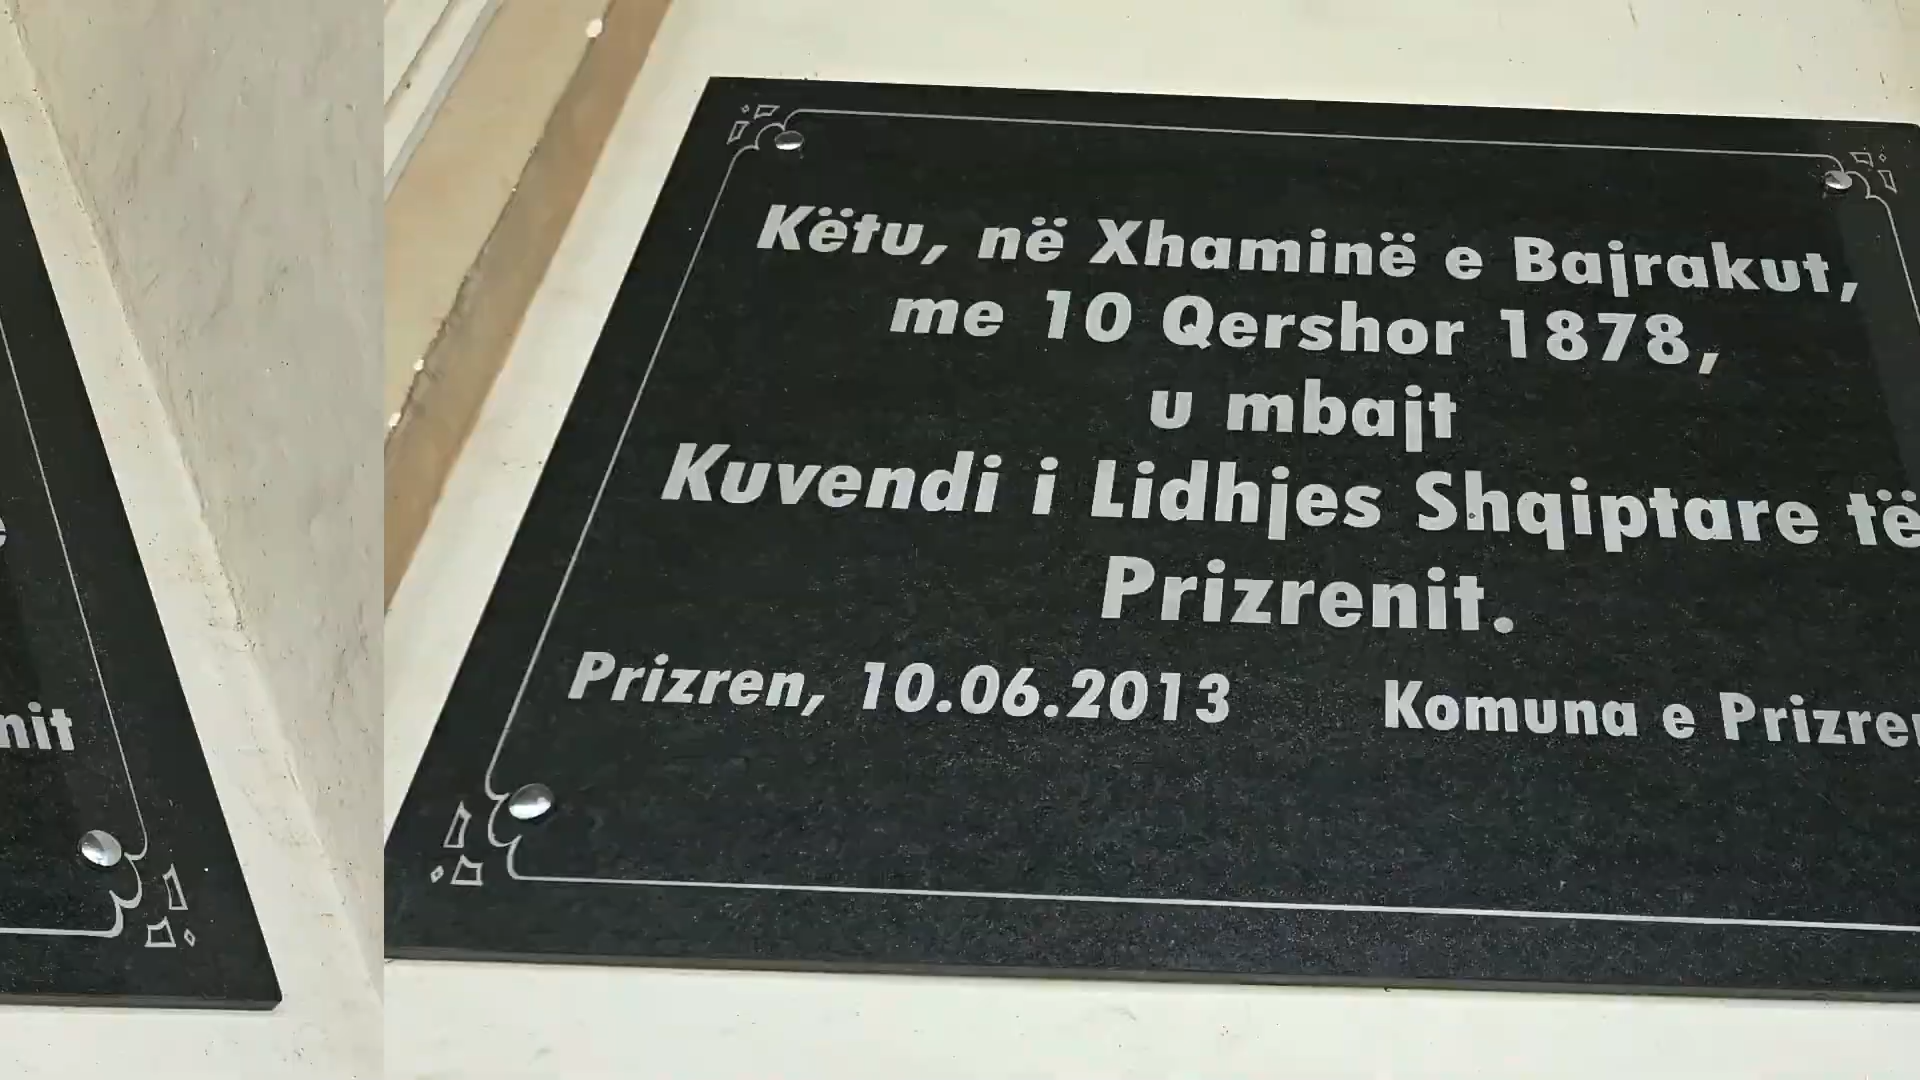 Këtu, në Xhaminë e Bajrakut,
me 10 Qershor 1878,
u mbajt
Kuvendi i Lidhjes Shqiptare të
Prizrenit.
Prizren, 10.06.2013 Komuna e
nit